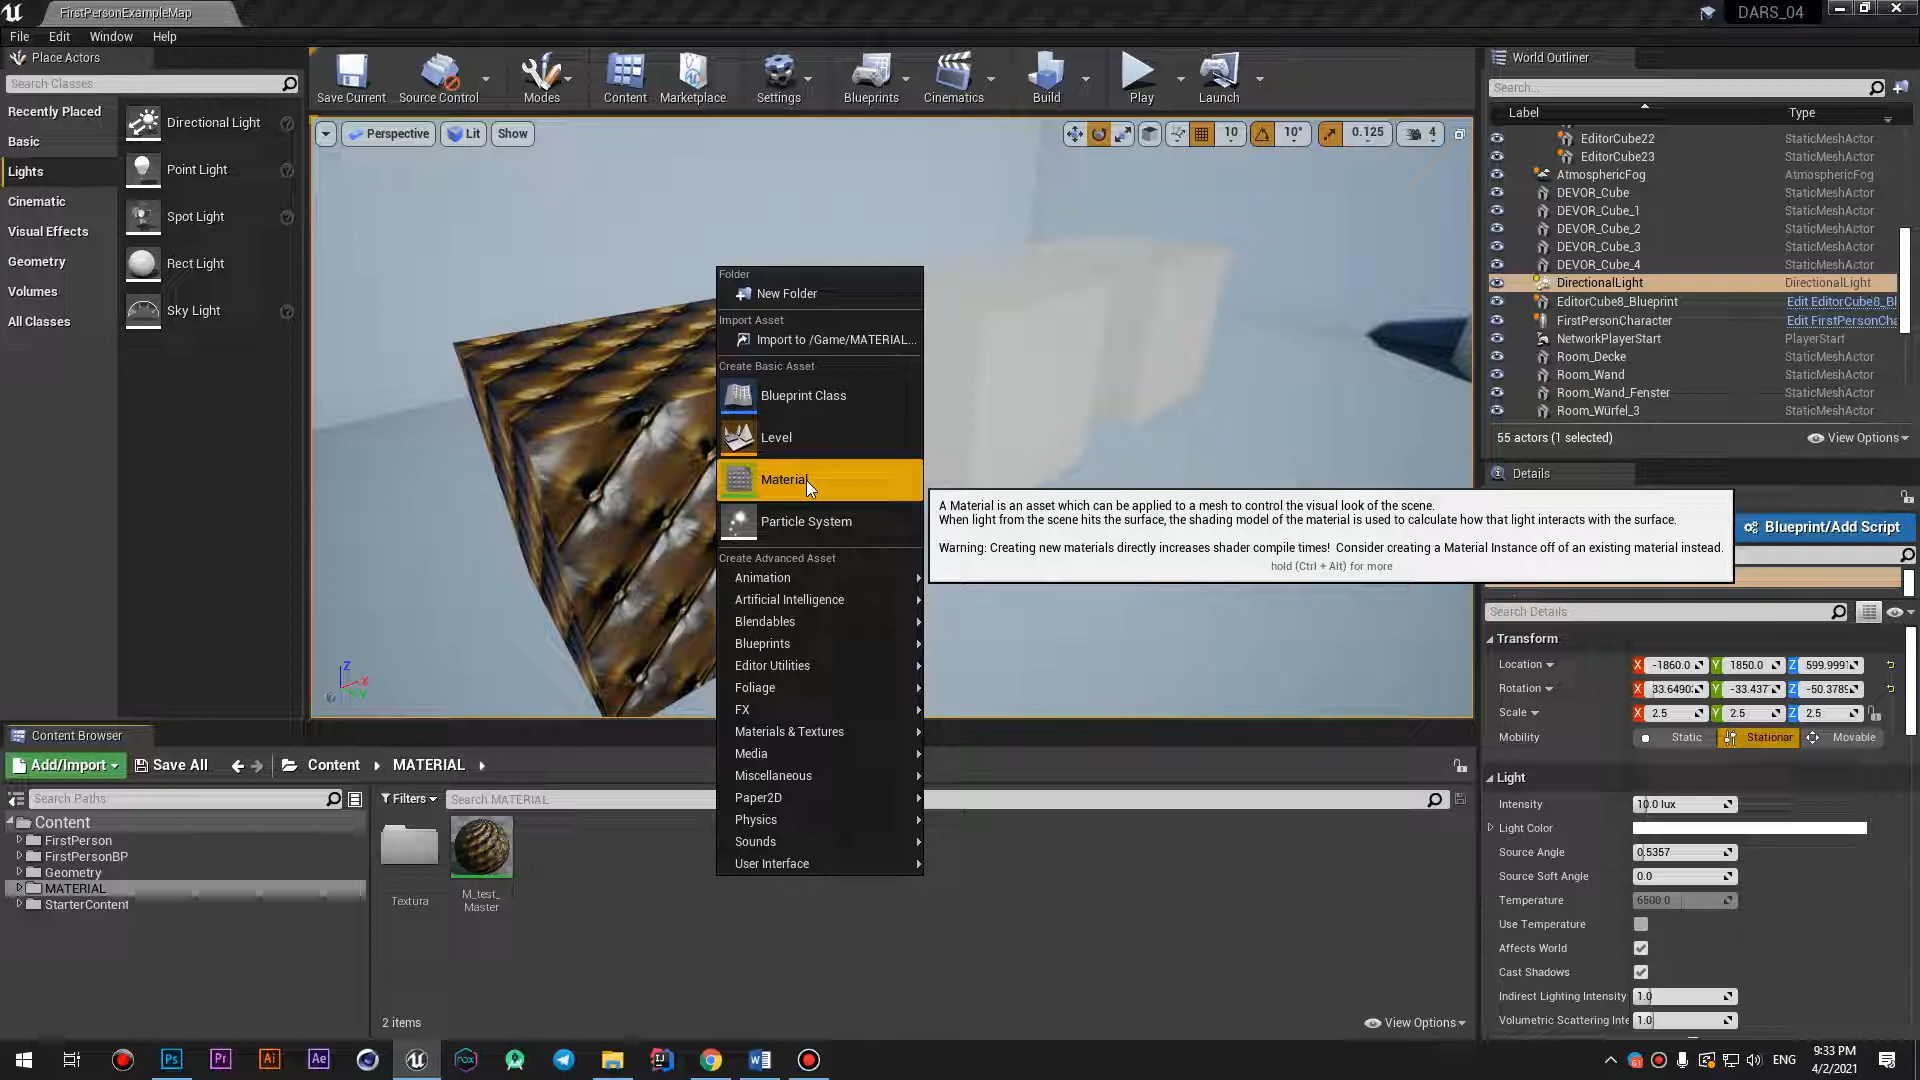 FirstPersonExampleMap
DARS_04
File Edit Window Help
Place Actors
Search Classes
Recently Placed
Basic
Lights
Cinematic
Visual Effects
Geometry
Volumes
All Classes
Directional Light
Point Light
Spot Light
Rect Light
Sky Light
Save Current
Source Control
Modes
Content
Marketplace
Settings
Blueprints
Cinematics
Build
Play
Launch
Perspective Lit Show
10 10° 0.125 4
World Outliner
Search...
Label Type
EditorCube22 StaticMeshActor
EditorCube23 StaticMeshActor
AtmosphericFog AtmosphericFog
DEVOR_Cube StaticMeshActor
DEVOR_Cube_1 StaticMeshActor
DEVOR_Cube_2 StaticMeshActor
DEVOR_Cube_3 StaticMeshActor
DEVOR_Cube_4 StaticMeshActor
DirectionalLight DirectionalLight
EditorCube8_Blueprint Edit EditorCube8_Bl
FirstPersonCharacter Edit FirstPersonCha
NetworkPlayerStart PlayerStart
Room_Decke StaticMeshActor
Room_Wand StaticMeshActor
Room_Wand_Fenster StaticMeshActor
Room_Würfel_3 StaticMeshActor
55 actors (1 selected) View Options
Folder
New Folder
Import Asset
Import to /Game/MATERIAL...
Create Basic Asset
Blueprint Class
Level
Material
Particle System
Create Advanced Asset
Animation
Artificial Intelligence
Blendables
Blueprints
Editor Utilities
Foliage
FX
Materials & Textures
Media
Miscellaneous
Paper2D
Physics
Sounds
User Interface
A Material is an asset which can be applied to a mesh to control the visual look of the scene.
When light from the scene hits the surface, the shading model of the material is used to calculate how that light interacts with the surface.
Warning: Creating new materials directly increases shader compile times! Consider creating a Material Instance off of an existing material instead.
hold (Ctrl + Alt) for more
Details
Blueprint/Add Script
Search Details
Transform
Location X -1860.0 Y 1850.0 Z 599.9991
Rotation X 33.6490 Y -33.437 Z -50.3789
Scale X 2.5 Y 2.5 Z 2.5
Mobility Static Stationar Movable
Light
Intensity 10.0 lux
Light Color
Source Angle 0.5357
Source Soft Angle 0.0
Temperature 6500.0
Use Temperature
Affects World
Cast Shadows
Indirect Lighting Intensity 1.0
Volumetric Scattering Inte 1.0
Z
X
Y
Content Browser
Add/Import Save All Content MATERIAL
Search Paths
Filters Search MATERIAL
Content
FirstPerson
FirstPersonBP
Geometry
MATERIAL
StarterContent
Textura
M_test_
Master
2 items View Options
Ps Pr Ai Ae
ENG
9:33 PM
4/2/2021